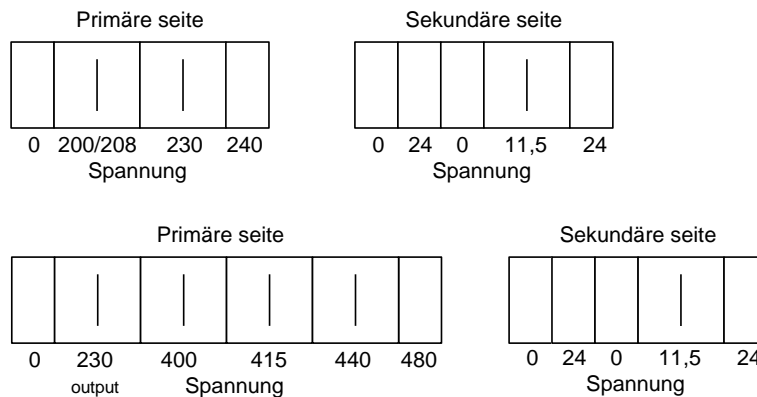 Primäre seite Sekundäre seite
0 200/208 230 240 0 24 0 11,5 24
Spannung Spannung
Primäre seite Sekundäre seite
0 230 400 415 440 480 0 24 0 11,5 24
output Spannung Spannung